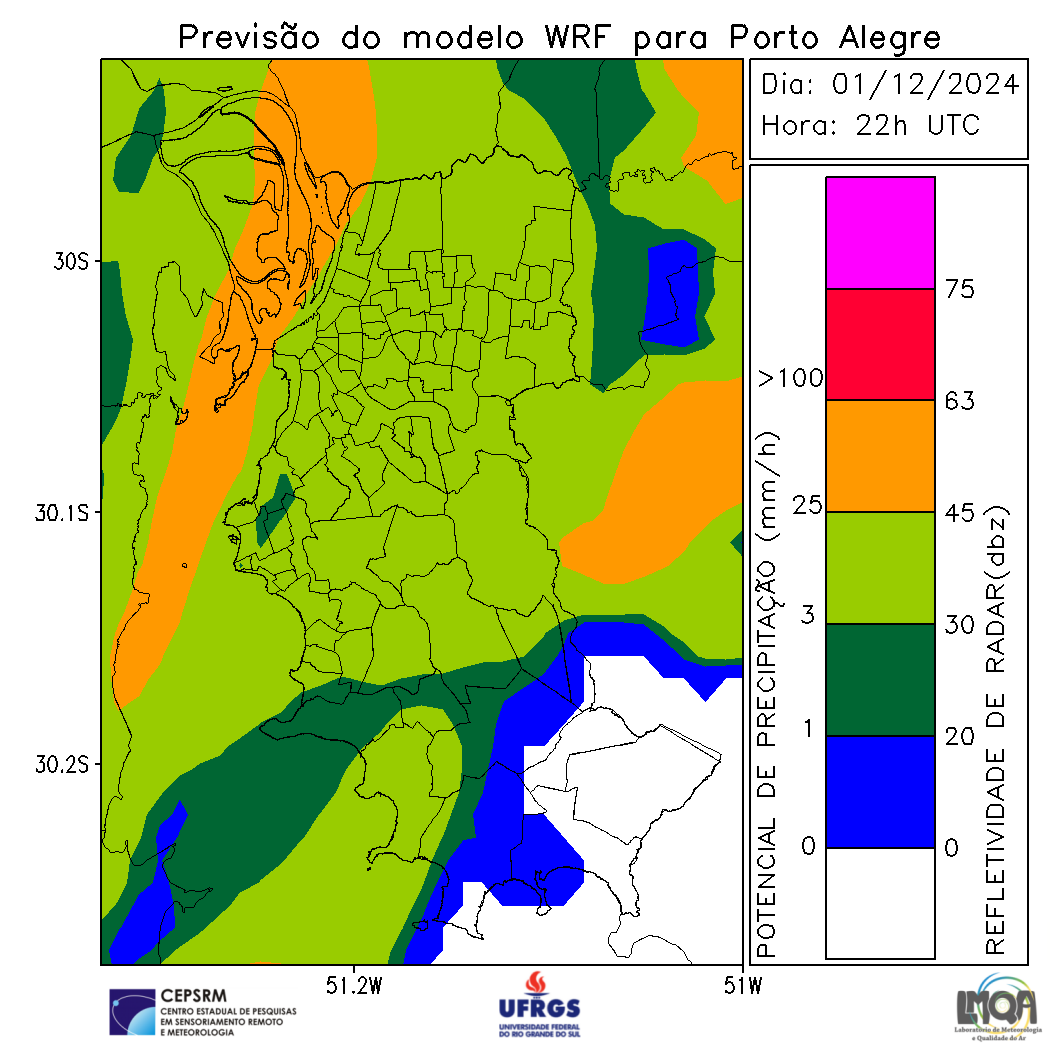 Previsão do modelo WRF para Porto Alegre
Dia: 01/12/2024
Hora: 22h UTC
30S
30.1S
30.2S
51.2W
51W
POTENCIAL DE PRECIPITAÇÃO (mm/h)
>100
25
3
1
0
75
63
45
30
20
0
REFLETIVIDADE DE RADAR(dbz)
CEPSRM
CENTRO ESTADUAL DE PESQUISAS
EM SENSORIAMENTO REMOTO
E METEOROLOGIA
UFRGS
UNIVERSIDADE FEDERAL
DO RIO GRANDE DO SUL
LMQA
Laboratório de Meteorologia
e Qualidade do Ar